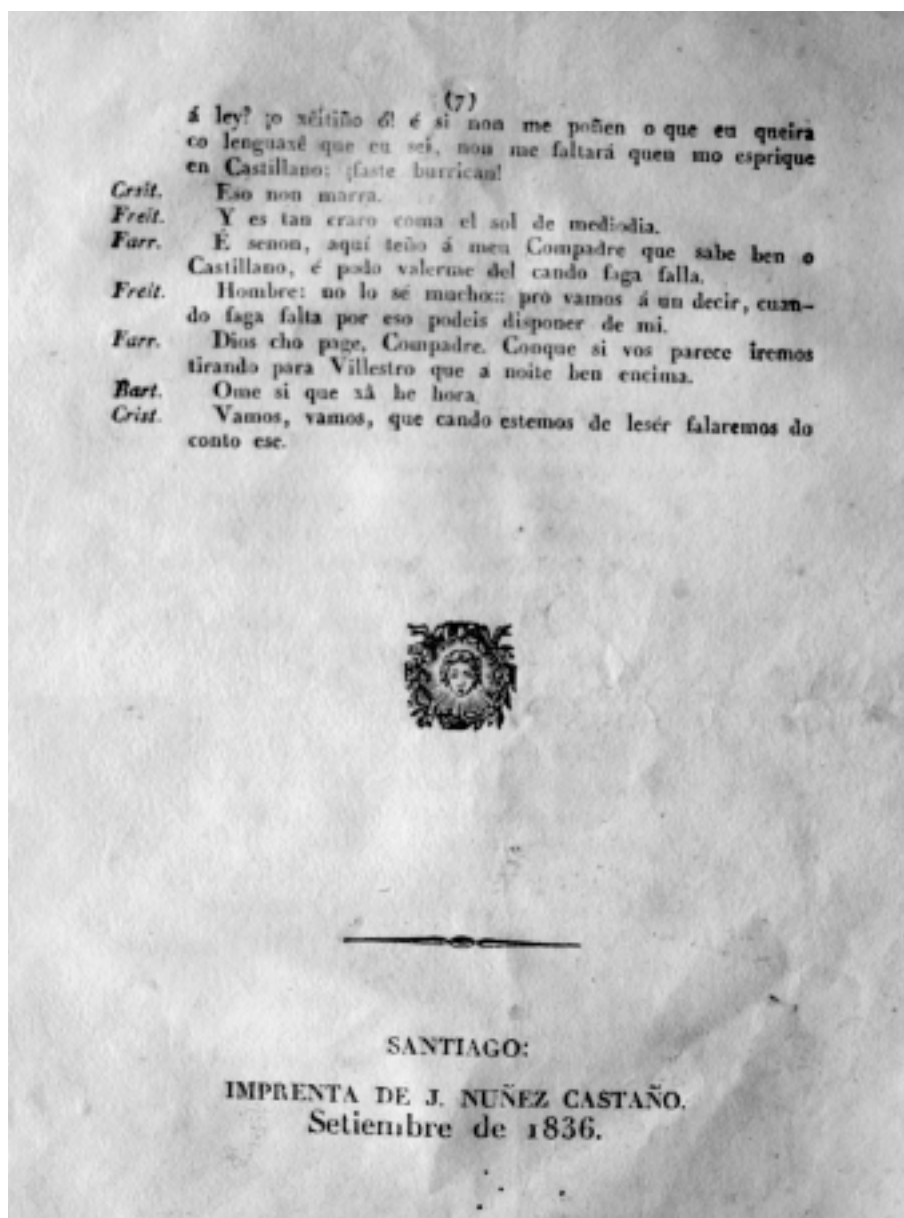 (7)
á ley? ¡o xéitiño ó! é si non me poñen o que eu queira
co lenguaxê que eu sei, non me faltará quen mo esprique
en Castillano: ¡faste burrican!
Crsit. Eso non marra.
Freit. Y es tan craro coma el sol de mediodia.
Farr. É senon, aquí teño á meu Compadre que sabe ben o
Castillano, é podo valerme del cando faga falla.
Freit. Hombre: no lo sé mucho:: pro vamos á un decir, cuan-
do faga falta por eso podeis disponer de mi.
Farr. Dios cho page, Compadre. Conque si vos parece iremos
tirando para Villestro que a noite ben encima.
Bart. Ome si que xâ he hora.
Crist. Vamos, vamos, que cando estemos de lesér falaremos do
conto ese.
SANTIAGO:
IMPRENTA DE J. NUÑEZ CASTAÑO.
Setiembre de 1836.